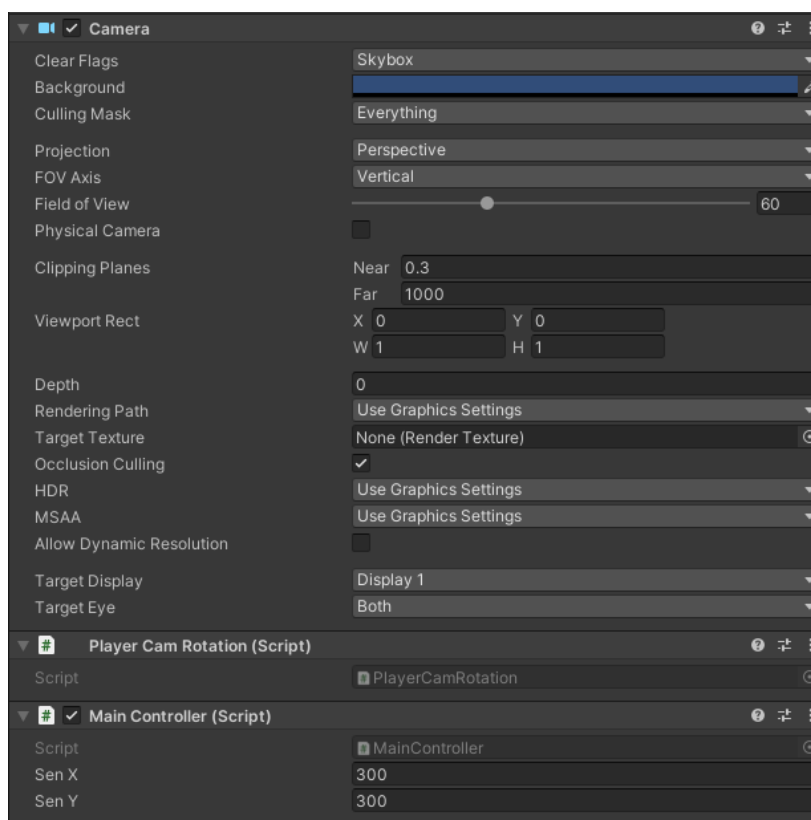 Camera
Clear Flags Skybox
Background
Culling Mask Everything
Projection Perspective
FOV Axis Vertical
Field of View 60
Physical Camera
Clipping Planes Near 0.3
Far 1000
Viewport Rect X 0 Y 0
W 1 H 1
Depth 0
Rendering Path Use Graphics Settings
Target Texture None (Render Texture)
Occlusion Culling
HDR Use Graphics Settings
MSAA Use Graphics Settings
Allow Dynamic Resolution
Target Display Display 1
Target Eye Both
# Player Cam Rotation (Script)
Script PlayerCamRotation
# Main Controller (Script)
Script MainController
Sen X 300
Sen Y 300